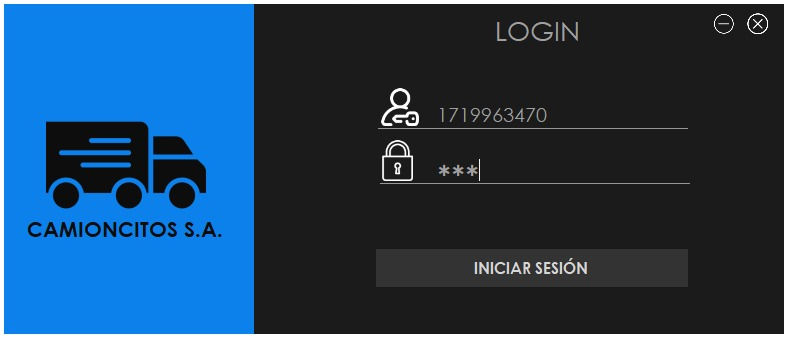 LOGIN
1719963470
***
CAMIONCITOS S.A.
INICIAR SESIÓN